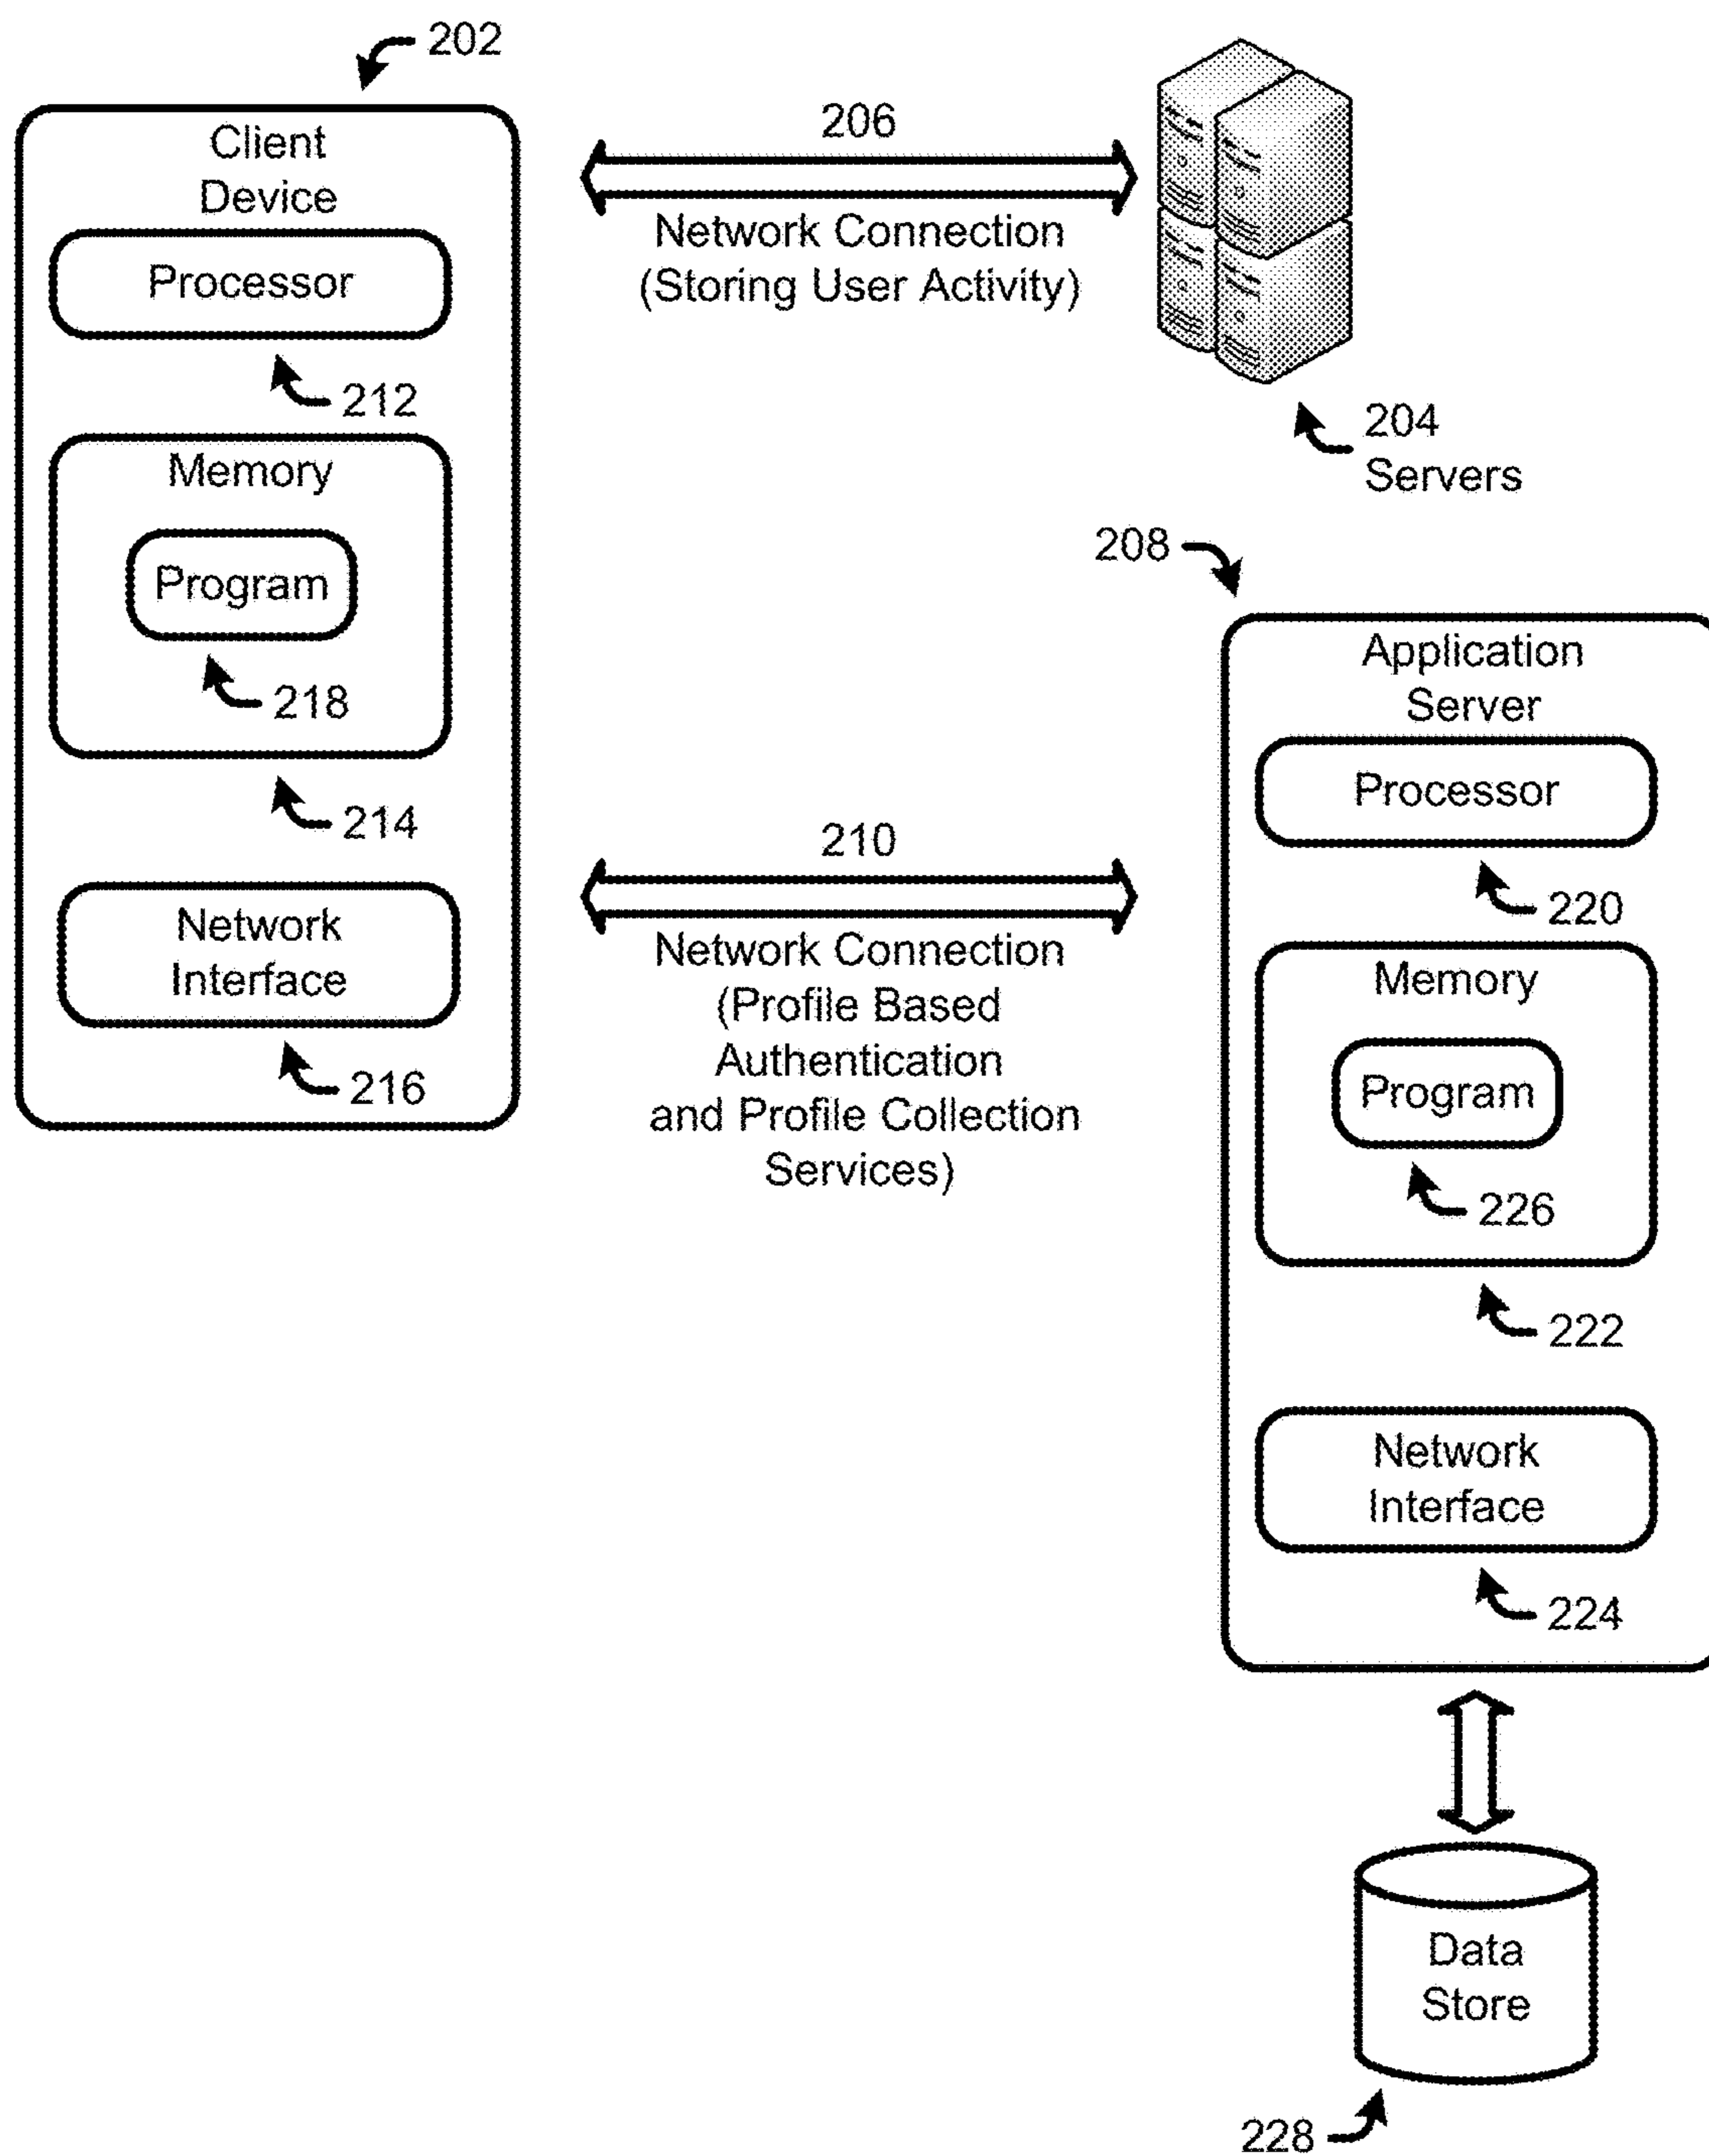 202
Client
Device
Processor
212
Memory
Program
218
214
Network
Interface
216
206
Network Connection
(Storing User Activity)
204
Servers
210
Network Connection
(Profile Based
Authentication
and Profile Collection
Services)
208
Application
Server
Processor
220
Memory
Program
226
222
Network
Interface
224
Data
Store
228